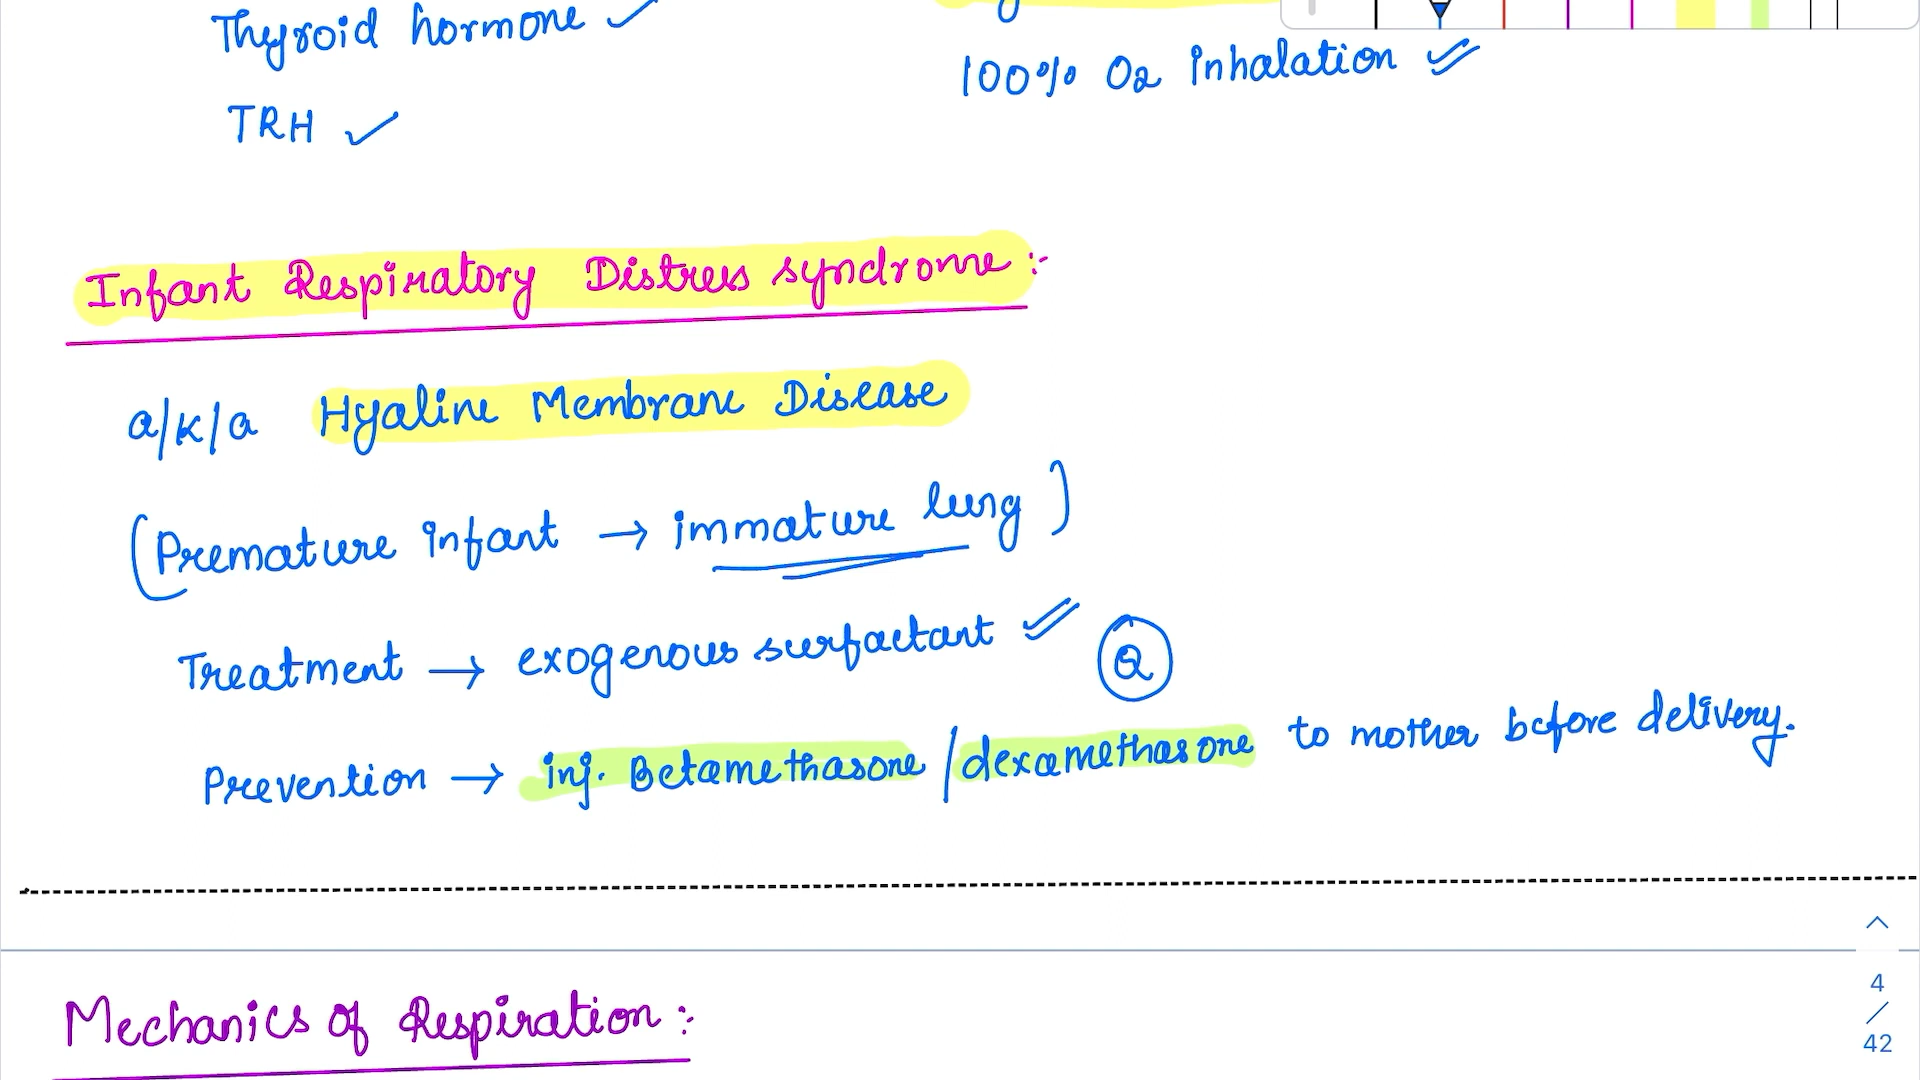 Thyroid hormone ✓
100% O2 inhalation ✓
TRH ✓
Infant Respiratory Distress syndrome :-
a/k/a Hyaline Membrane Disease
(Premature infant → immature lung)
Treatment → exogenous surfactant ✓ Q
Prevention → inj. Betamethasone / dexamethasone to mother before delivery.
Mechanics of Respiration :-
4
/
42